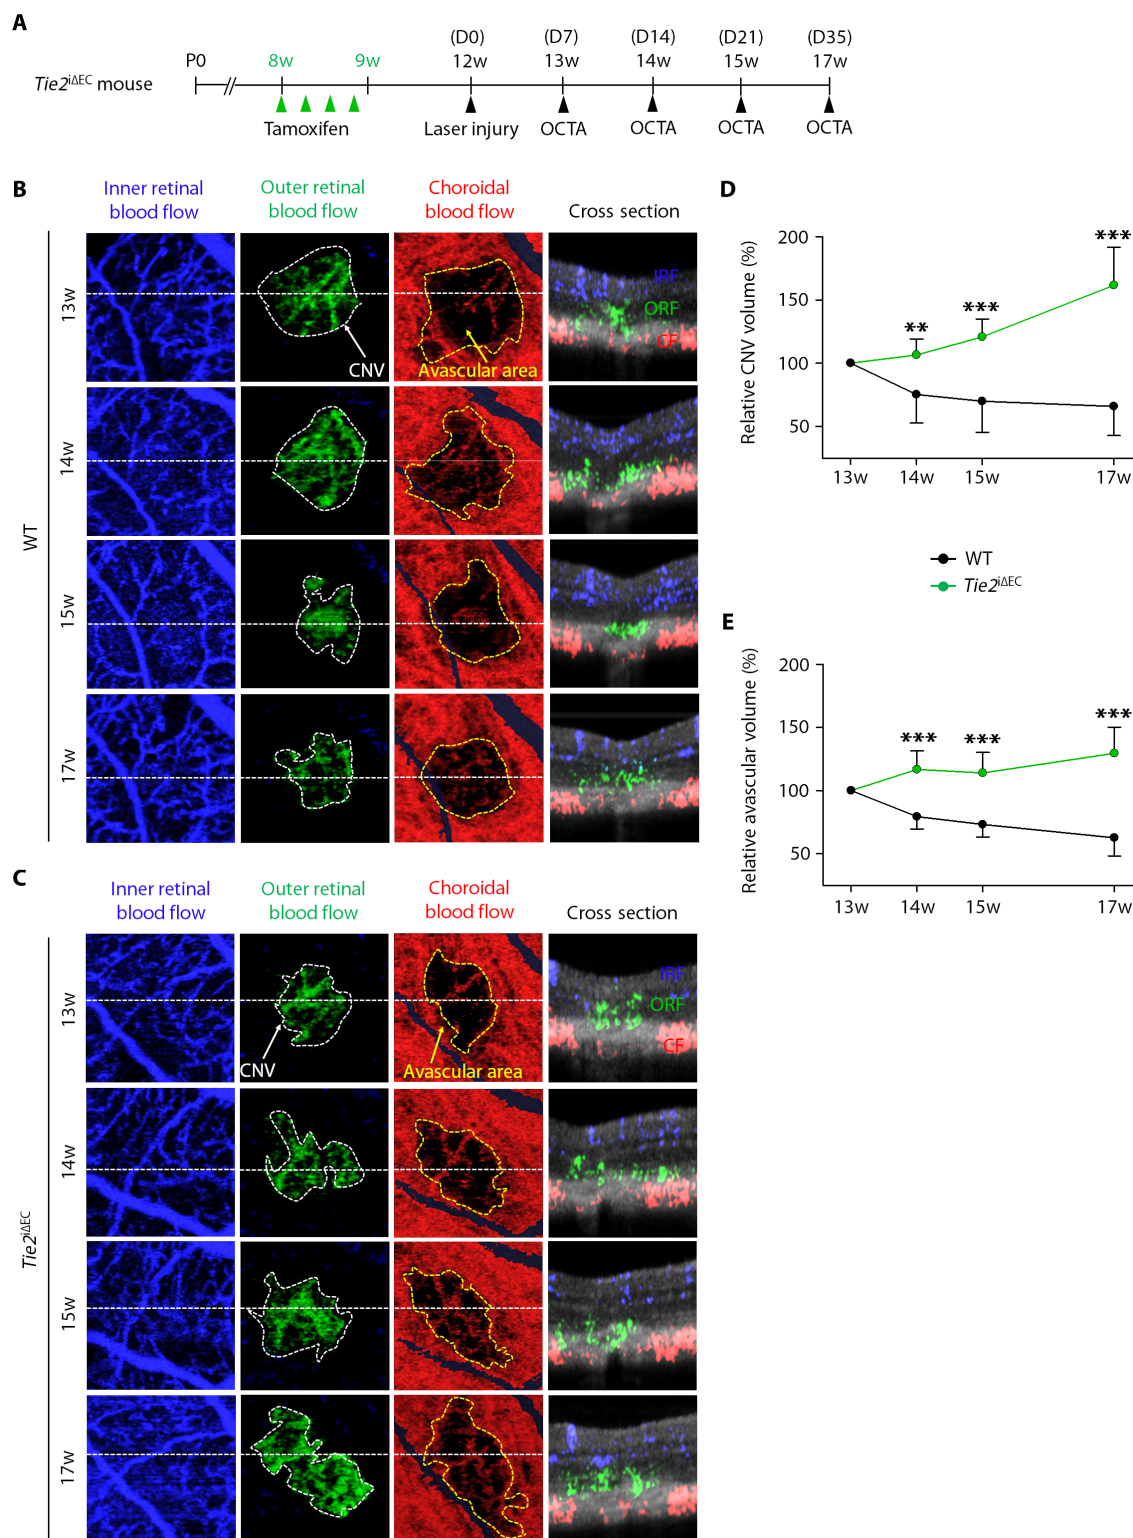 A
(D0) (D7) (D14) (D21) (D35)
P0 8w 9w 12w 13w 14w 15w 17w
Tie2iΔEC mouse
Tamoxifen Laser injury OCTA OCTA OCTA OCTA
B
Inner retinal blood flow
Outer retinal blood flow
Choroidal blood flow
Cross section
WT
13w
CNV
Avascular area
IRF
ORF
CF
14w
15w
17w
C
Inner retinal blood flow
Outer retinal blood flow
Choroidal blood flow
Cross section
Tie2iΔEC
13w
CNV
Avascular area
IRF
ORF
CF
14w
15w
17w
D
Relative CNV volume (%)
200
150
100
50
** *** ***
13w 14w 15w 17w
WT
Tie2iΔEC
E
Relative avascular volume (%)
200
150
100
50
*** *** ***
13w 14w 15w 17w